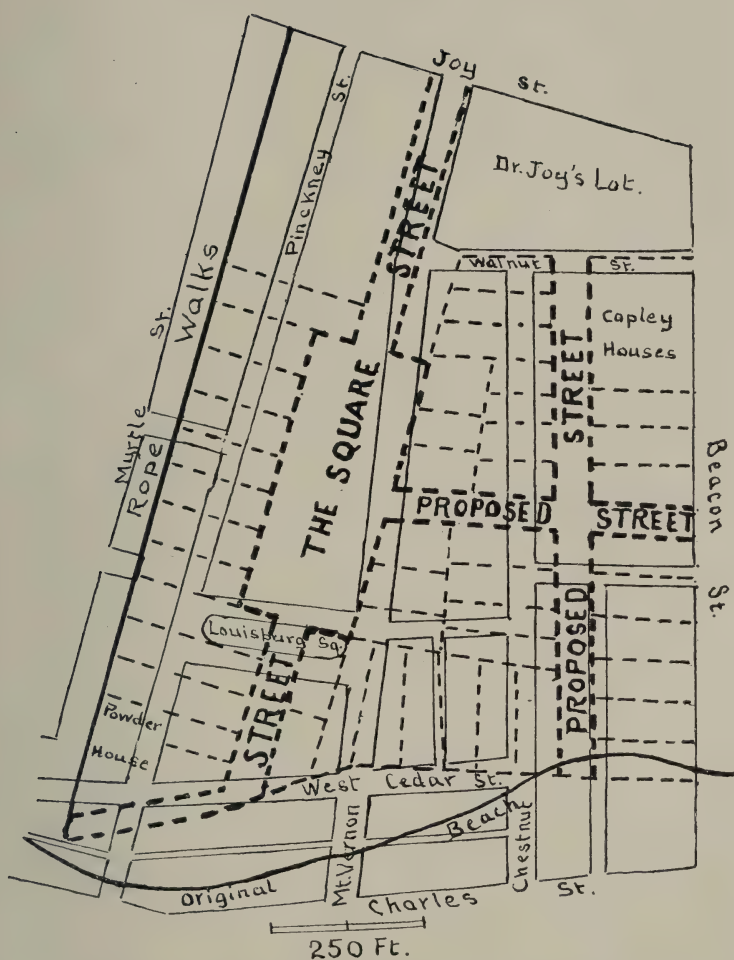 Joy St.
Dr. Joy's Lot.
Pinckney St.
STREET
Walnut St.
Copley
Houses
Myrtle St.
Rope Walks
THE SQUARE
STREET
Beacon St.
PROPOSED STREET
Louisburg Sq.
STREET
PROPOSED
Powder
House
West Cedar St.
Mt. Vernon
Beach
Chestnut
Original
Charles St.
250 Ft.